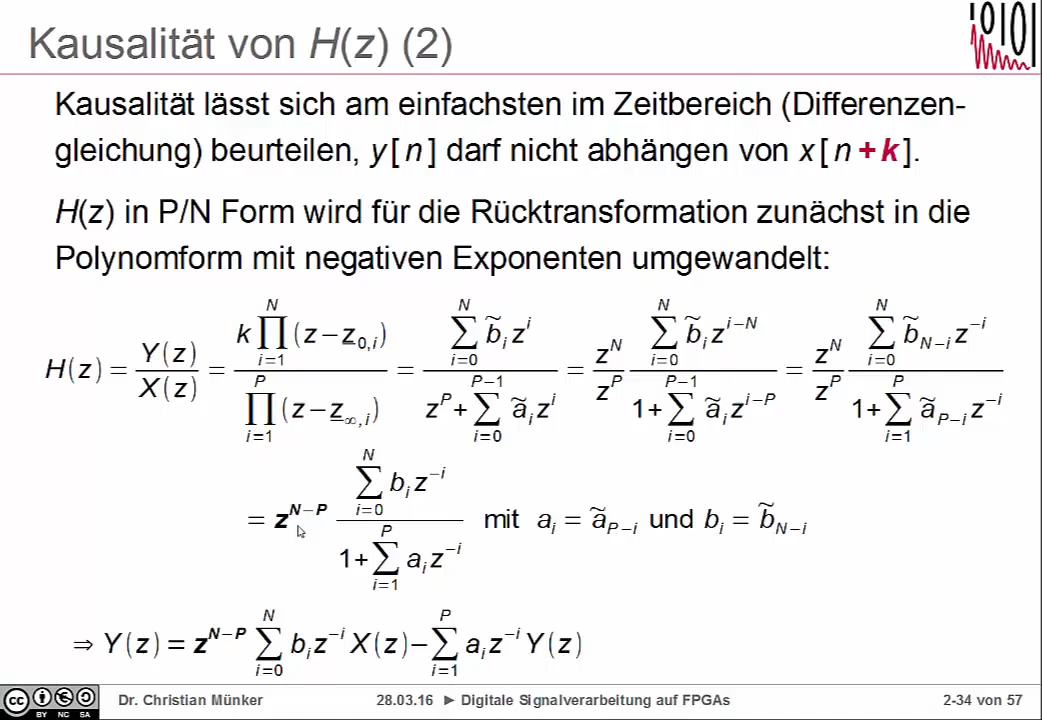 Kausalität von H(z) (2)
Kausalität lässt sich am einfachsten im Zeitbereich (Differenzen-
gleichung) beurteilen, y[n] darf nicht abhängen von x[n+k].
H(z) in P/N Form wird für die Rücktransformation zunächst in die
Polynomform mit negativen Exponenten umgewandelt:
H(z) = Y(z)/X(z) = k ∏_{i=1}^{N} (z−z_{0,i}) / ∏_{i=1}^{P} (z−z_{∞,i}) = ∑_{i=0}^{N} b̃_i z^i / (z^P + ∑_{i=0}^{P−1} ã_i z^i) = z^N/z^P ∑_{i=0}^{N} b̃_i z^{i−N} / (1+∑_{i=0}^{P−1} ã_i z^{i−P}) = z^N/z^P ∑_{i=0}^{N} b̃_{N−i} z^{−i} / (1+∑_{i=1}^{P} ã_{P−i} z^{−i})
= z^{N−P} ∑_{i=0}^{N} b_i z^{−i} / (1+∑_{i=1}^{P} a_i z^{−i}) mit a_i = ã_{P−i} und b_i = b̃_{N−i}
⇒ Y(z) = z^{N−P} ∑_{i=0}^{N} b_i z^{−i} X(z) − ∑_{i=1}^{P} a_i z^{−i} Y(z)
cc BY NC SA
Dr. Christian Münker 28.03.16 ► Digitale Signalverarbeitung auf FPGAs 2-34 von 57